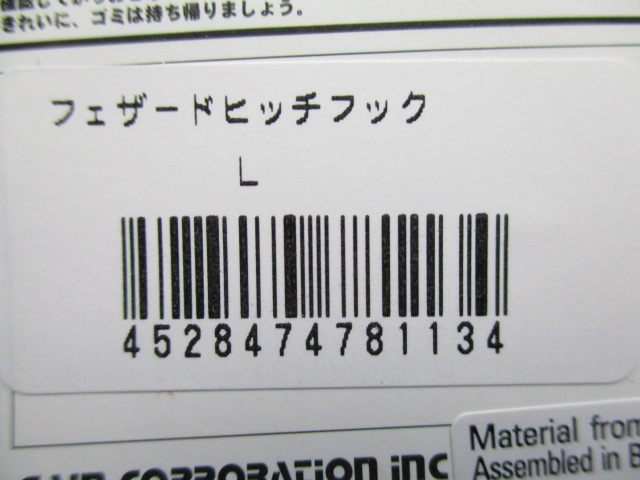 きれいに、ゴミは持ち帰りましょう。
フェザードヒッチフック
L
4528474781134
CORPORATION inc
Material from
Assembled in B